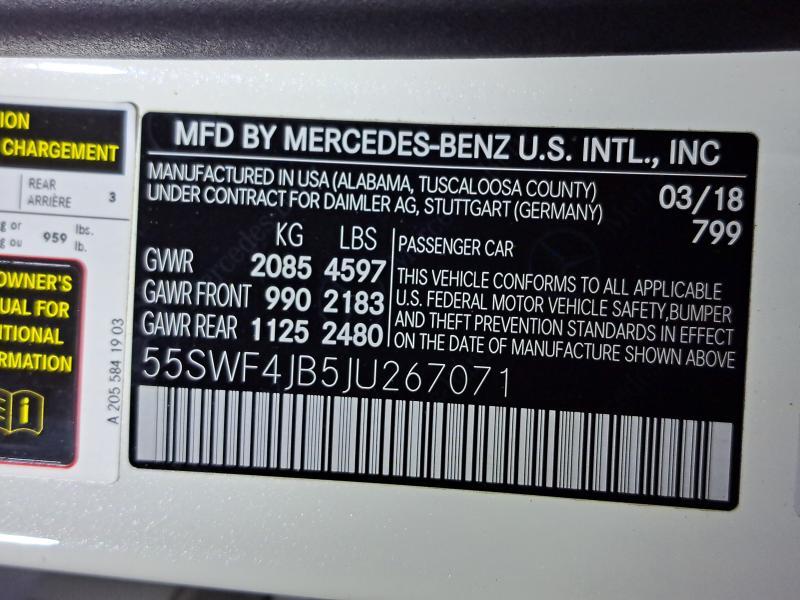 ION
CHARGEMENT
REAR
ARRIÈRE
3
g or
g ou
959
lbs.
lb.
OWNER'S
UAL FOR
ITIONAL
RMATION
A 205 584 19 03
MFD BY MERCEDES-BENZ U.S. INTL., INC
MANUFACTURED IN USA (ALABAMA, TUSCALOOSA COUNTY)
UNDER CONTRACT FOR DAIMLER AG, STUTTGART (GERMANY)
03/18
799
KG LBS
GWR 2085 4597
GAWR FRONT 990 2183
GAWR REAR 1125 2480
PASSENGER CAR
THIS VEHICLE CONFORMS TO ALL APPLICABLE
U.S. FEDERAL MOTOR VEHICLE SAFETY,BUMPER
AND THEFT PREVENTION STANDARDS IN EFFECT
ON THE DATE OF MANUFACTURE SHOWN ABOVE
55SWF4JB5JU267071